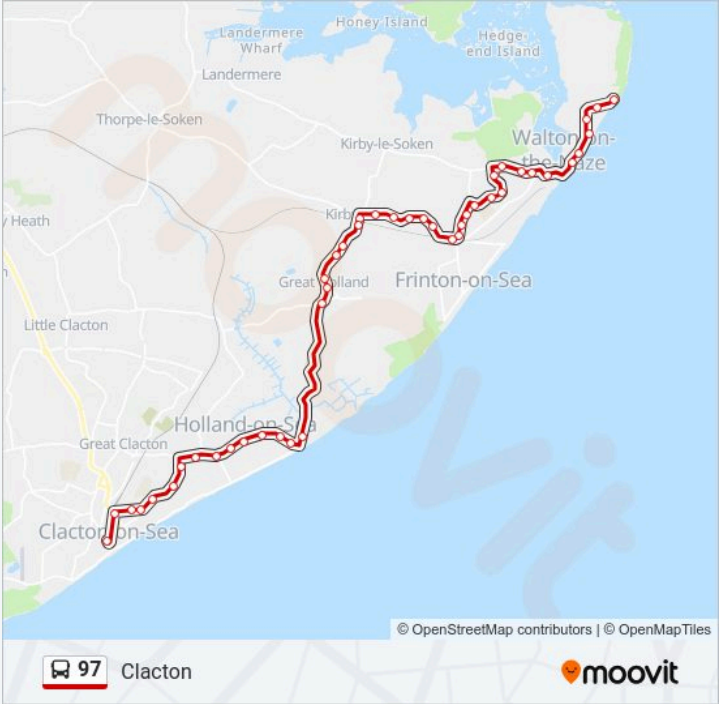 Honey Island
Landermere
Wharf
Hedge-
end Island
Landermere
Thorpe-le-Soken
Kirby-le-Soken
Walton-on-
the-Naze
y Heath
Kirb
Great Holland
Frinton-on-Sea
Little Clacton
Holland-on-Sea
Great Clacton
Clacton-on-Sea
moovit
© OpenStreetMap contributors | © OpenMapTiles
97 Clacton
moovit